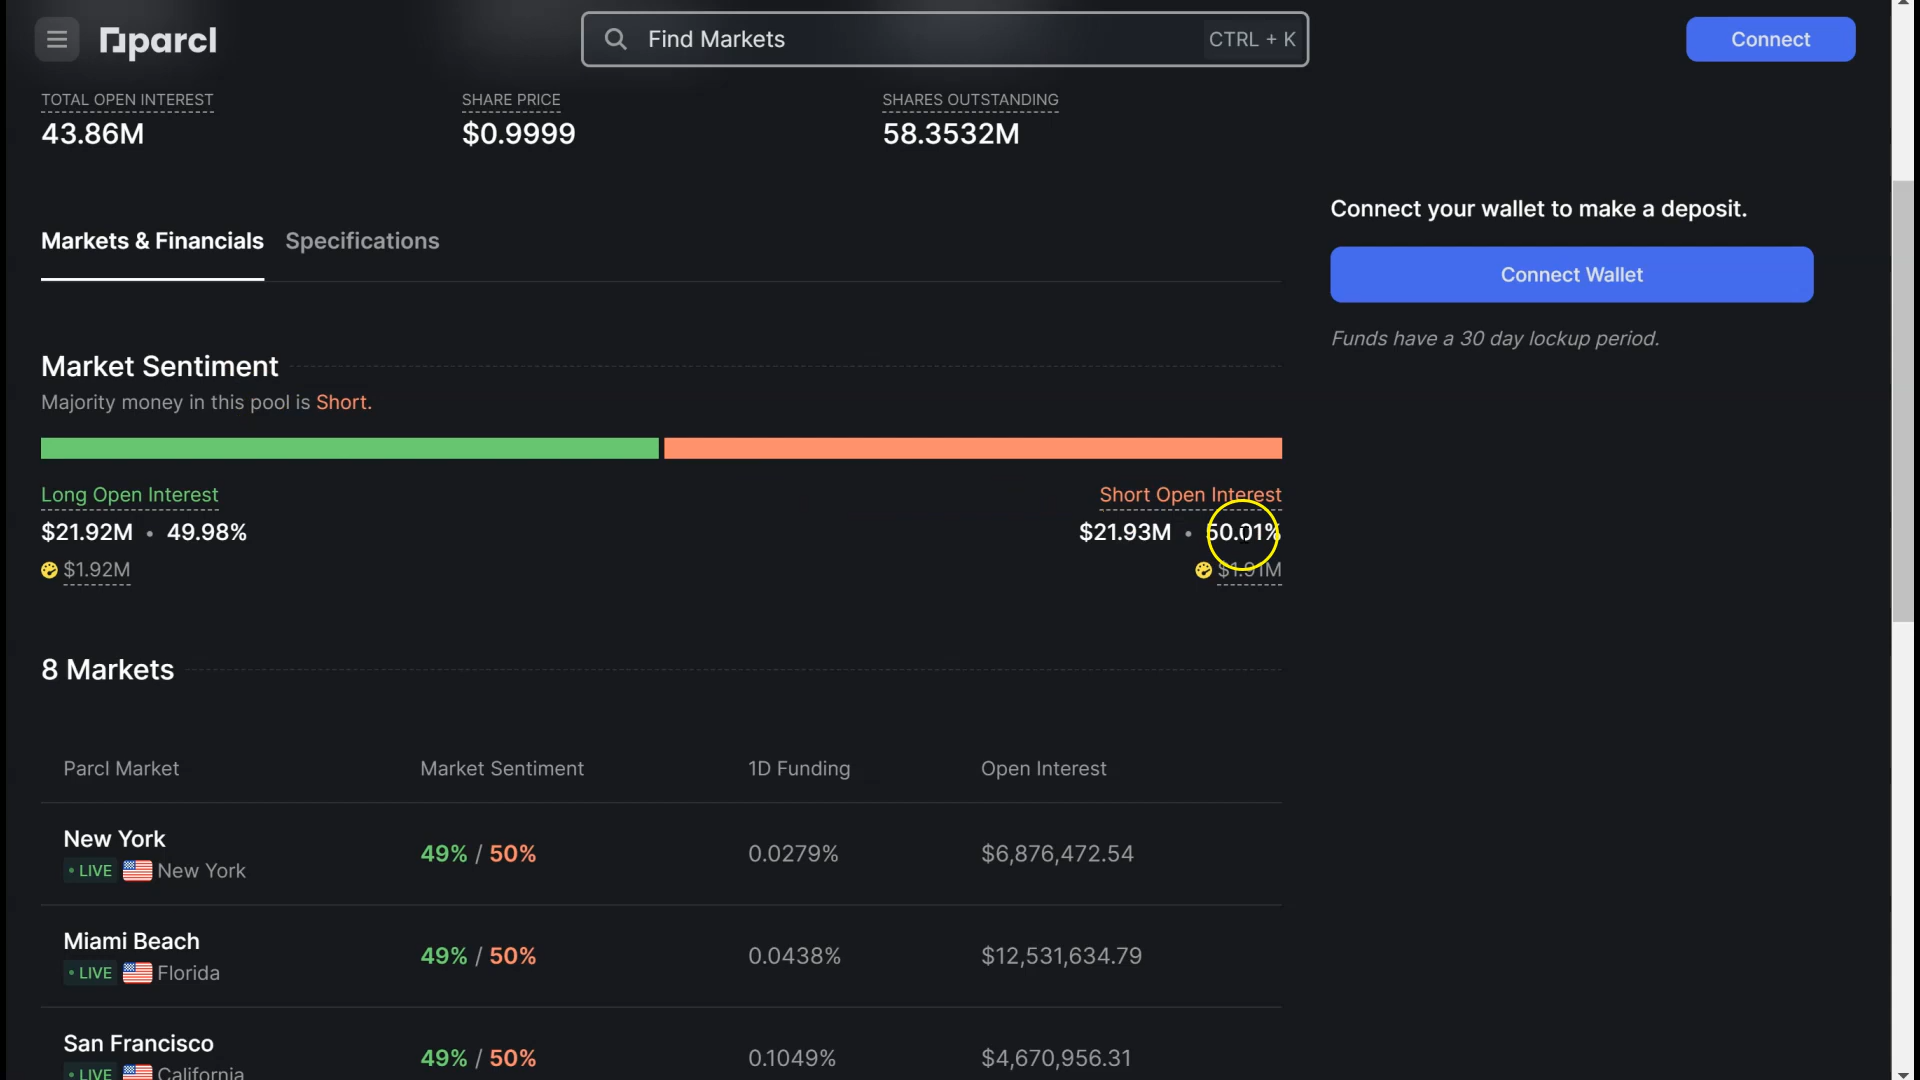 parcl
Find Markets
CTRL + K
Connect
TOTAL OPEN INTEREST
43.86M
SHARE PRICE
$0.9999
SHARES OUTSTANDING
58.3532M
Markets & Financials
Specifications
Connect your wallet to make a deposit.
Connect Wallet
Funds have a 30 day lockup period.
Market Sentiment
Majority money in this pool is Short.
Long Open Interest
$21.92M • 49.98%
$1.92M
Short Open Interest
$21.93M • 50.01%
$1.91M
8 Markets
Parcl Market Market Sentiment 1D Funding Open Interest
New York
• LIVE New York
49% / 50% 0.0279% $6,876,472.54
Miami Beach
• LIVE Florida
49% / 50% 0.0438% $12,531,634.79
San Francisco
• LIVE California
49% / 50% 0.1049% $4,670,956.31